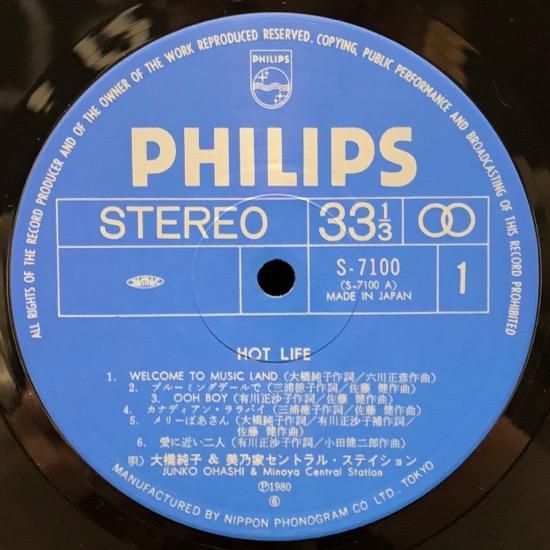 ALL RIGHTS OF THE RECORD PRODUCER AND OF THE OWNER OF THE WORK REPRODUCED RESERVED. COPYING, PUBLIC PERFORMANCE AND BROADCASTING OF THIS RECORD PROHIBITED
PHILIPS
PHILIPS
STEREO 33 1/3
S-7100
(S-7100 A)
MADE IN JAPAN
1
HOT LIFE
1. WELCOME TO MUSIC LAND (大橋純子作詞/六川正彦作曲)
2. ブルーミングデールで (三浦徳子作詞/佐藤 健作曲)
3. OOH BOY (有川正沙子作詞/佐藤 健作曲)
4. カナディアン・ララバイ (三浦徳子作詞/佐藤 健作曲)
5. メリーばあさん (大橋純子作詞/有川正沙子補作詞/
佐藤 健作曲)
6. 愛に近い二人 (有川正沙子作詞/小田健二郎作曲)
唄) 大橋純子 & 美乃家セントラル・ステイション
JUNKO OHASHI & Minoya Central Station
Ⓟ1980
⑥
MANUFACTURED BY NIPPON PHONOGRAM CO. LTD., TOKYO